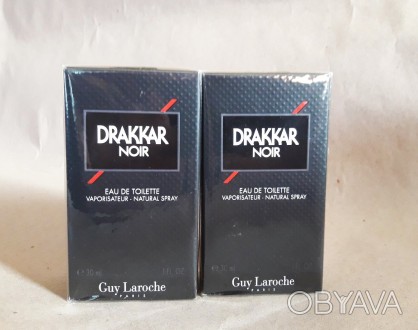 DRAKKAR
NOIR
EAU DE TOILETTE
VAPORISATEUR - NATURAL SPRAY
Guy Laroche
PARIS
DRAKKAR
NOIR
EAU DE TOILETTE
VAPORISATEUR - NATURAL SPRAY
Guy Laroche
PARIS
OBYAVA